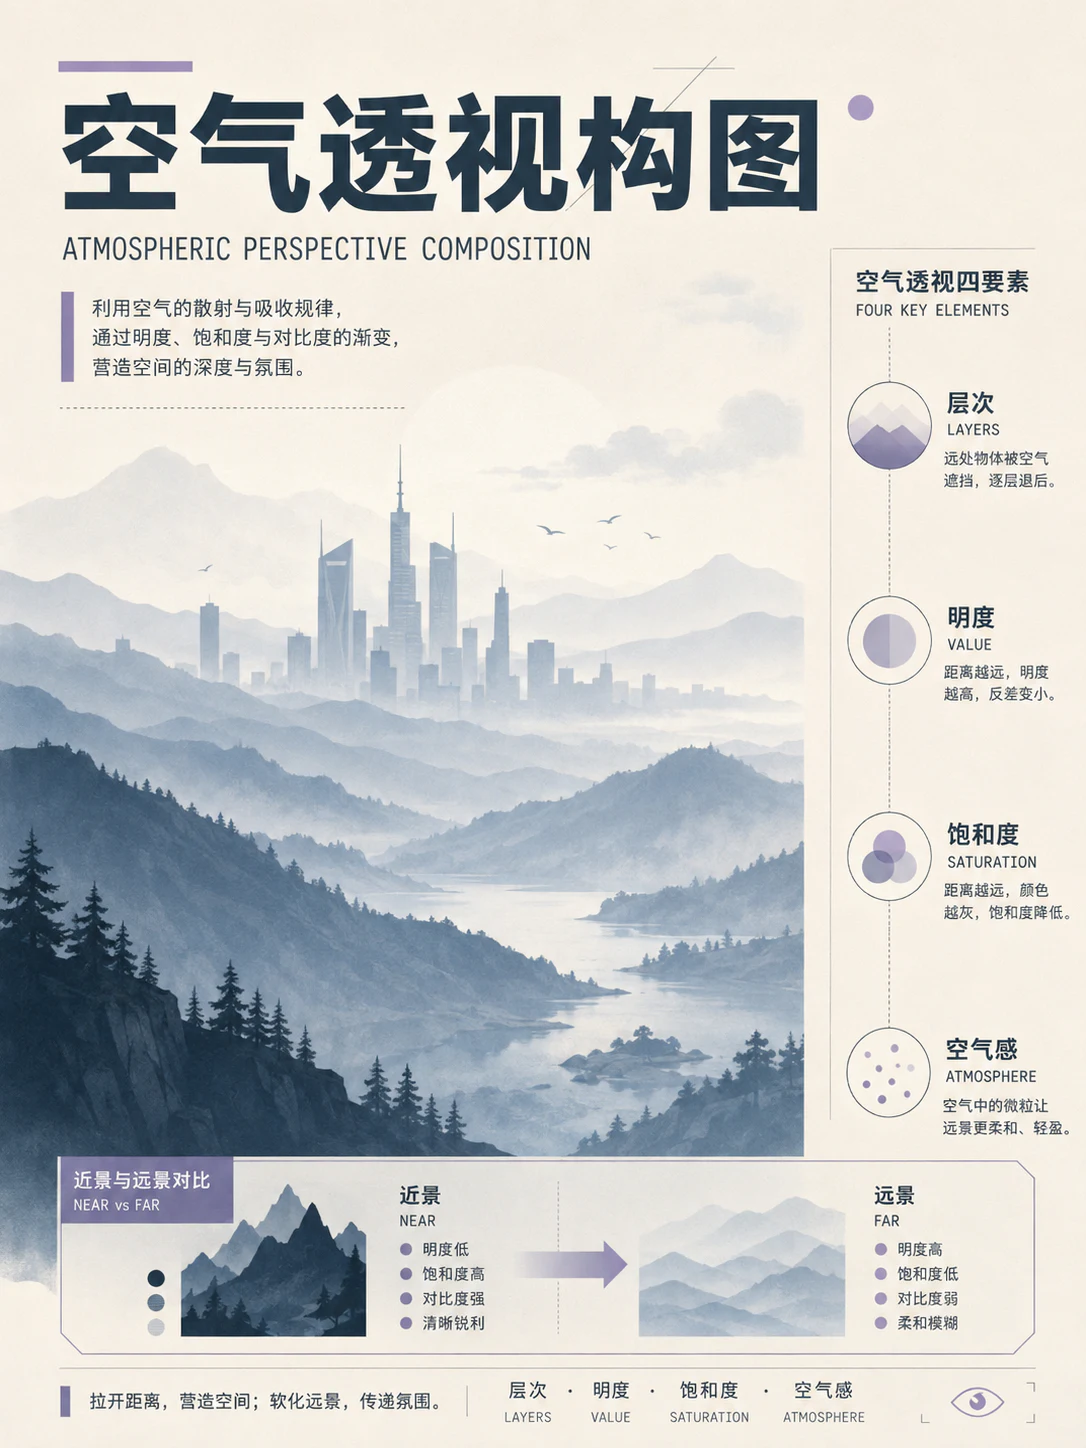 空气透视构图
ATMOSPHERIC PERSPECTIVE COMPOSITION
利用空气的散射与吸收规律，
通过明度、饱和度与对比度的渐变，
营造空间的深度与氛围。
空气透视四要素
FOUR KEY ELEMENTS
层次
LAYERS
远处物体被空气
遮挡，逐层退后。
明度
VALUE
距离越远，明度
越高，反差变小。
饱和度
SATURATION
距离越远，颜色
越灰，饱和度降低。
空气感
ATMOSPHERE
空气中的微粒让
远景更柔和、轻盈。
近景与远景对比
NEAR vs FAR
近景
NEAR
明度低
饱和度高
对比度强
清晰锐利
远景
FAR
明度高
饱和度低
对比度弱
柔和模糊
拉开距离，营造空间；软化远景，传递氛围。
层次 · 明度 · 饱和度 · 空气感
LAYERS VALUE SATURATION ATMOSPHERE